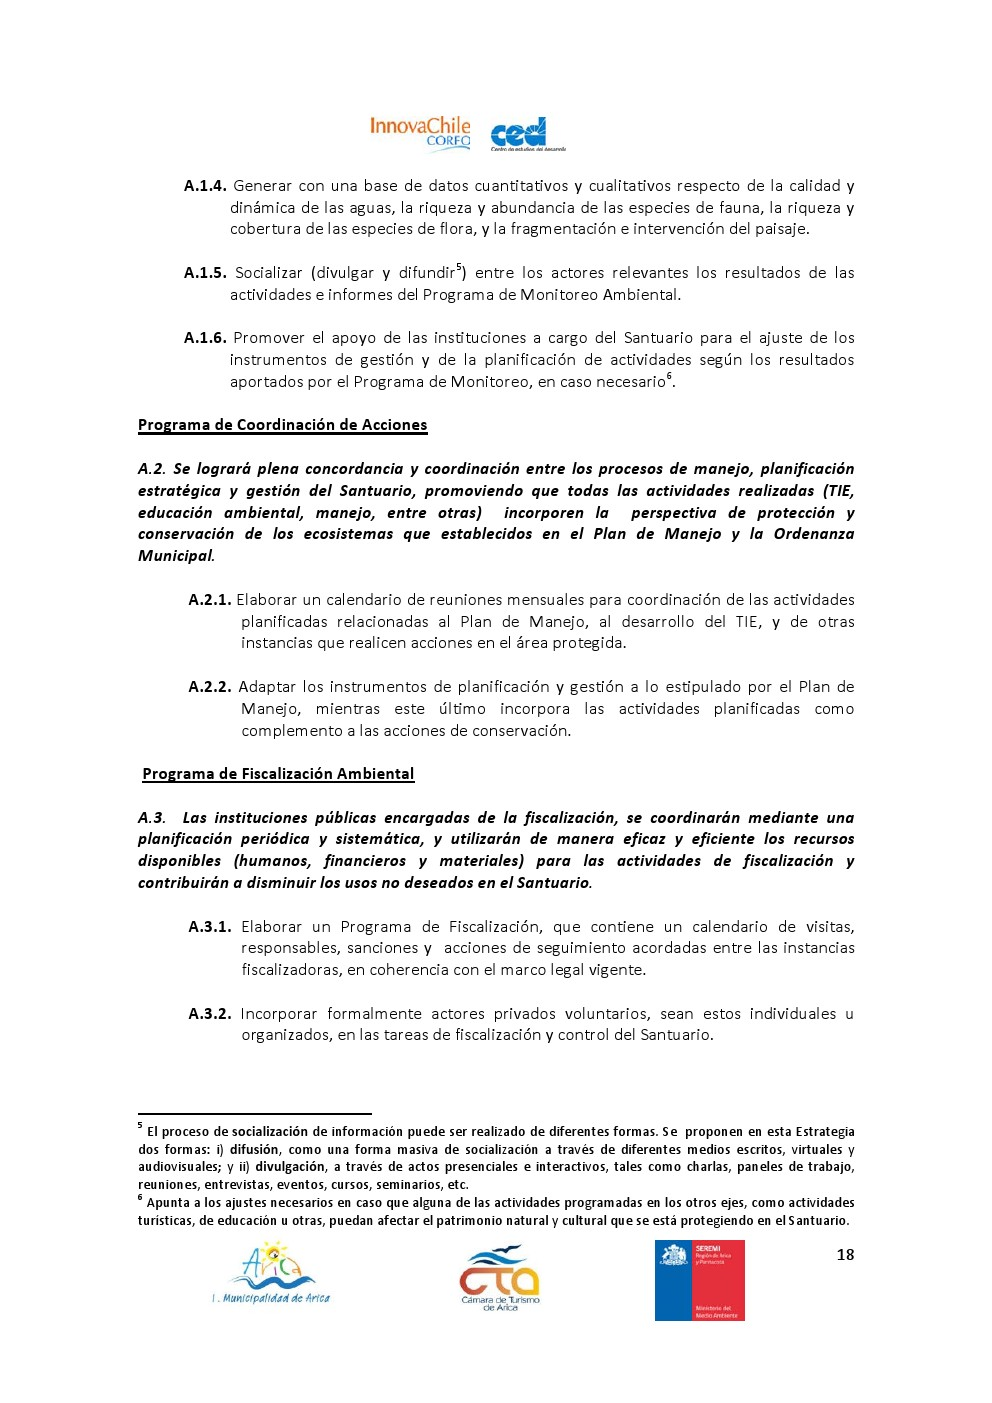 InnovaChile
CORFO
ced
Centro de estudios del desarrollo
A.1.4. Generar con una base de datos cuantitativos y cualitativos respecto de la calidad y
dinámica de las aguas, la riqueza y abundancia de las especies de fauna, la riqueza y
cobertura de las especies de flora, y la fragmentación e intervención del paisaje.
A.1.5. Socializar (divulgar y difundir5) entre los actores relevantes los resultados de las
actividades e informes del Programa de Monitoreo Ambiental.
A.1.6. Promover el apoyo de las instituciones a cargo del Santuario para el ajuste de los
instrumentos de gestión y de la planificación de actividades según los resultados
aportados por el Programa de Monitoreo, en caso necesario6.
Programa de Coordinación de Acciones
A.2. Se logrará plena concordancia y coordinación entre los procesos de manejo, planificación
estratégica y gestión del Santuario, promoviendo que todas las actividades realizadas (TIE,
educación ambiental, manejo, entre otras) incorporen la perspectiva de protección y
conservación de los ecosistemas que establecidos en el Plan de Manejo y la Ordenanza
Municipal.
A.2.1. Elaborar un calendario de reuniones mensuales para coordinación de las actividades
planificadas relacionadas al Plan de Manejo, al desarrollo del TIE, y de otras
instancias que realicen acciones en el área protegida.
A.2.2. Adaptar los instrumentos de planificación y gestión a lo estipulado por el Plan de
Manejo, mientras este último incorpora las actividades planificadas como
complemento a las acciones de conservación.
Programa de Fiscalización Ambiental
A.3. Las instituciones públicas encargadas de la fiscalización, se coordinarán mediante una
planificación periódica y sistemática, y utilizarán de manera eficaz y eficiente los recursos
disponibles (humanos, financieros y materiales) para las actividades de fiscalización y
contribuirán a disminuir los usos no deseados en el Santuario.
A.3.1. Elaborar un Programa de Fiscalización, que contiene un calendario de visitas,
responsables, sanciones y acciones de seguimiento acordadas entre las instancias
fiscalizadoras, en coherencia con el marco legal vigente.
A.3.2. Incorporar formalmente actores privados voluntarios, sean estos individuales u
organizados, en las tareas de fiscalización y control del Santuario.
5 El proceso de socialización de información puede ser realizado de diferentes formas. Se proponen en esta Estrategia
dos formas: i) difusión, como una forma masiva de socialización a través de diferentes medios escritos, virtuales y
audiovisuales; y ii) divulgación, a través de actos presenciales e interactivos, tales como charlas, paneles de trabajo,
reuniones, entrevistas, eventos, cursos, seminarios, etc.
6 Apunta a los ajustes necesarios en caso que alguna de las actividades programadas en los otros ejes, como actividades
turísticas, de educación u otras, puedan afectar el patrimonio natural y cultural que se está protegiendo en el Santuario.
Arica
I. Municipalidad de Arica
CTA
Cámara de Turismo
de Arica
SEREMI
Región de Arica
y Parinacota
Ministerio del
Medio Ambiente
18